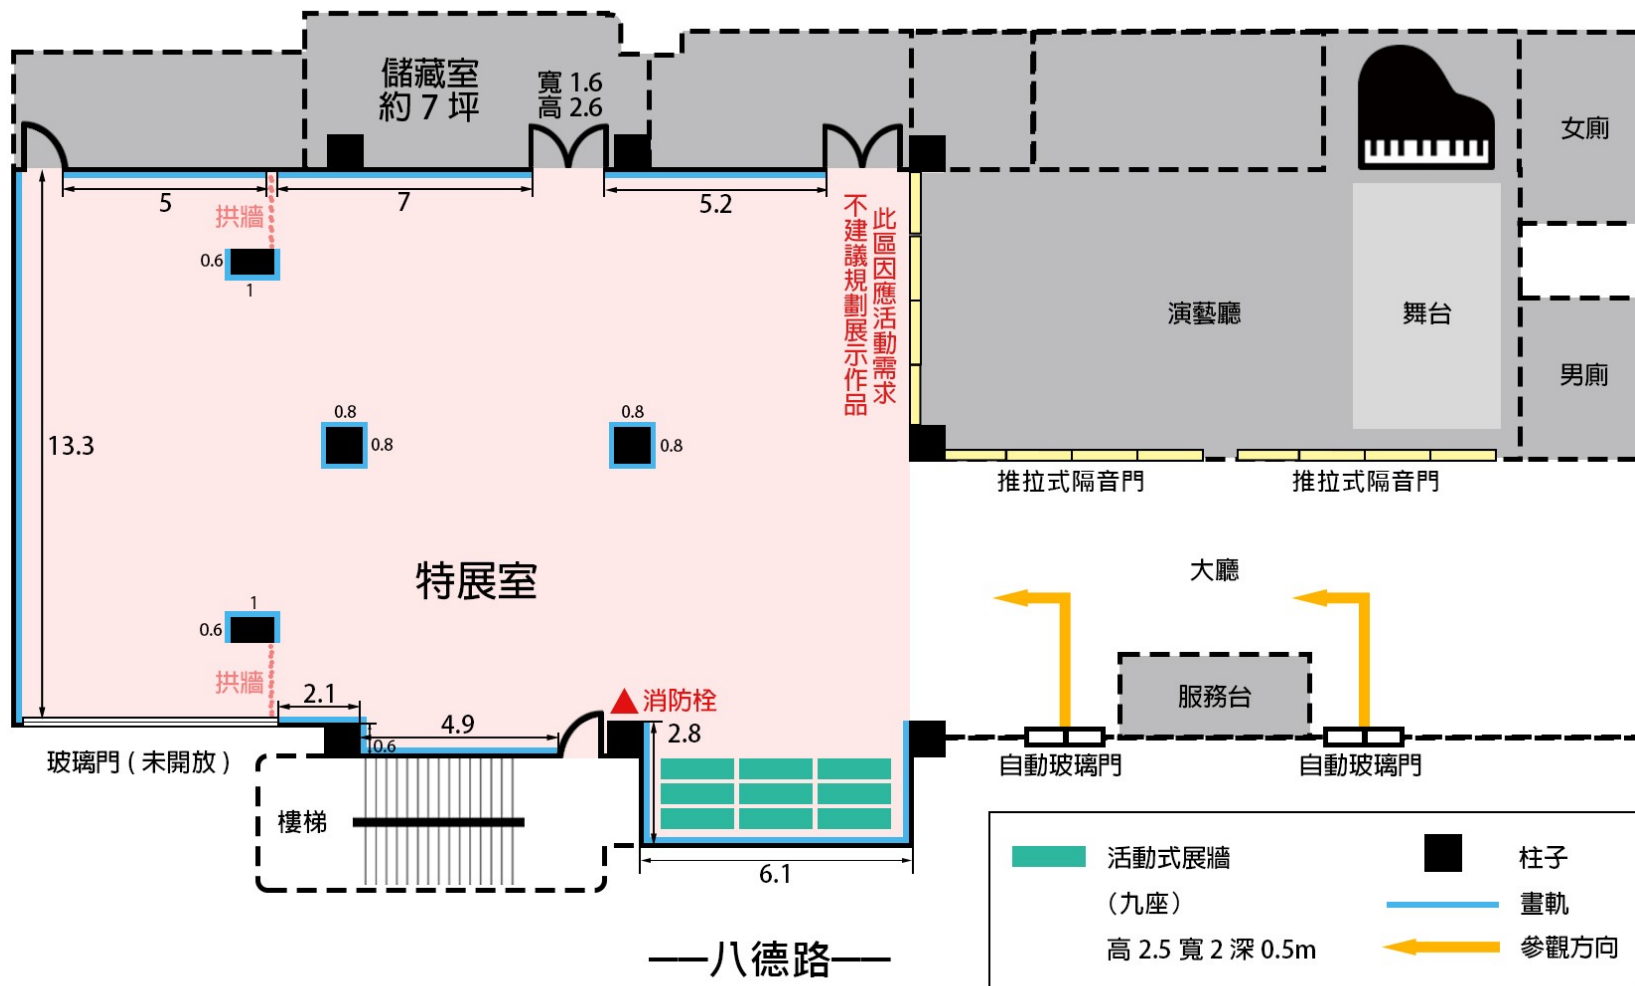 儲藏室
約 7 坪
寬 1.6
高 2.6
女廁
5
7
5.2
拱牆
0.6
1
此區因應活動需求
不建議規劃展示作品
演藝廳
舞台
男廁
13.3
0.8
0.8
0.8
0.8
推拉式隔音門
推拉式隔音門
特展室
大廳
1
0.6
拱牆
2.1
消防栓
服務台
4.9
0.6
2.8
玻璃門 ( 未開放 )
自動玻璃門
自動玻璃門
樓梯
6.1
活動式展牆
(九座)
高 2.5 寬 2 深 0.5m
柱子
畫軌
參觀方向
八德路